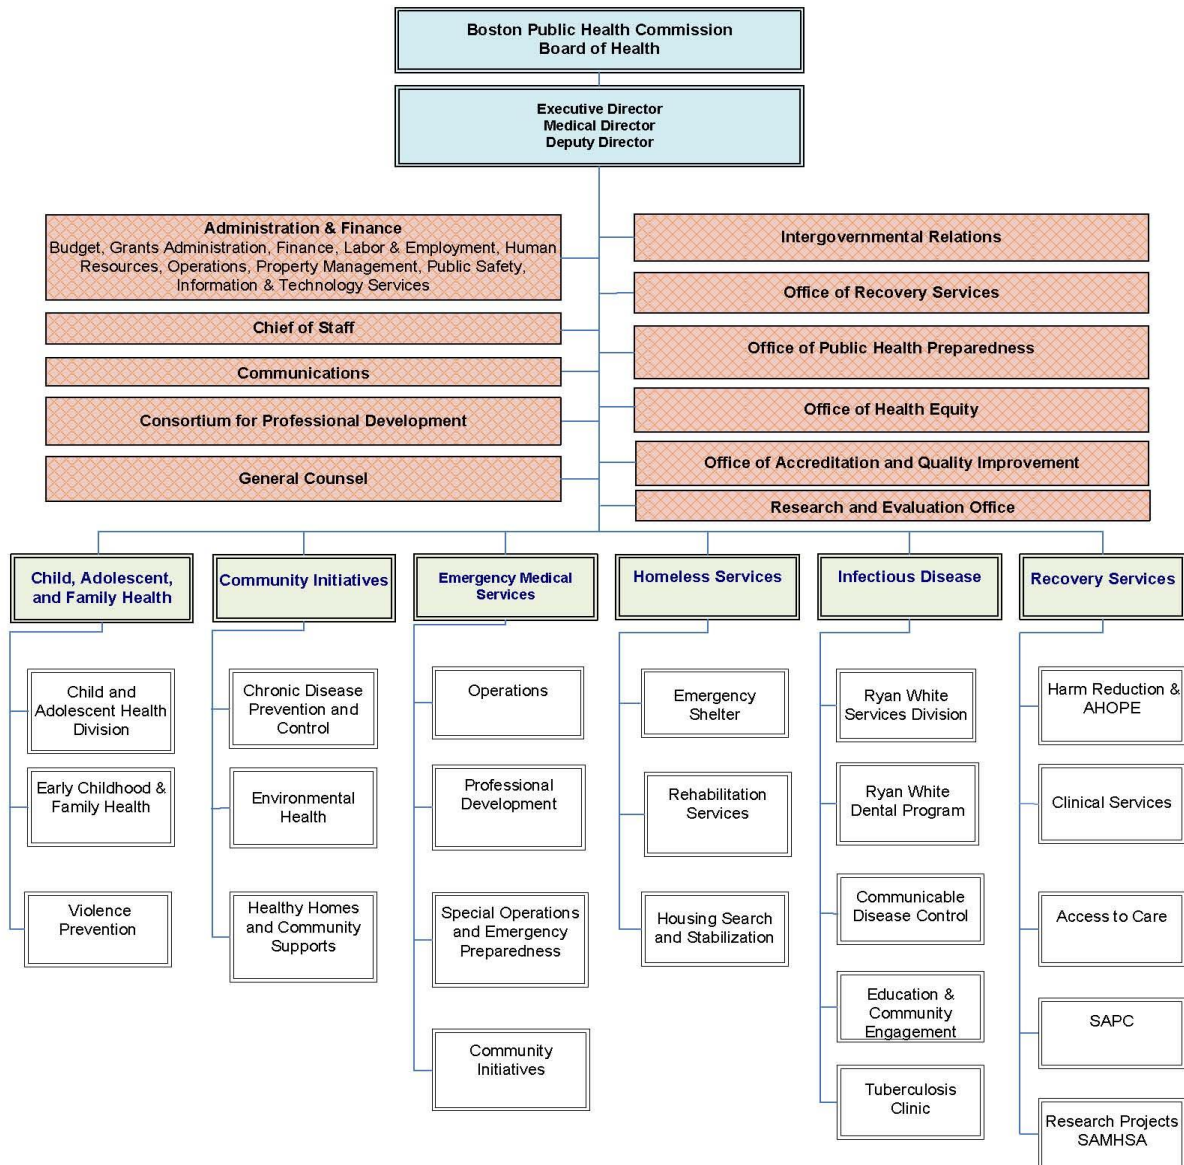 Boston Public Health Commission
Board of Health
Executive Director
Medical Director
Deputy Director
Administration & Finance
Budget, Grants Administration, Finance, Labor & Employment, Human
Resources, Operations, Property Management, Public Safety,
Information & Technology Services
Chief of Staff
Communications
Consortium for Professional Development
General Counsel
Intergovernmental Relations
Office of Recovery Services
Office of Public Health Preparedness
Office of Health Equity
Office of Accreditation and Quality Improvement
Research and Evaluation Office
Child, Adolescent,
and Family Health
Child and
Adolescent Health
Division
Early Childhood &
Family Health
Violence
Prevention
Community Initiatives
Chronic Disease
Prevention and
Control
Environmental
Health
Healthy Homes
and Community
Supports
Emergency Medical
Services
Operations
Professional
Development
Special Operations
and Emergency
Preparedness
Community
Initiatives
Homeless Services
Emergency
Shelter
Rehabilitation
Services
Housing Search
and Stabilization
Infectious Disease
Ryan White
Services Division
Ryan White
Dental Program
Communicable
Disease Control
Education &
Community
Engagement
Tuberculosis
Clinic
Recovery Services
Harm Reduction &
AHOPE
Clinical Services
Access to Care
SAPC
Research Projects
SAMHSA